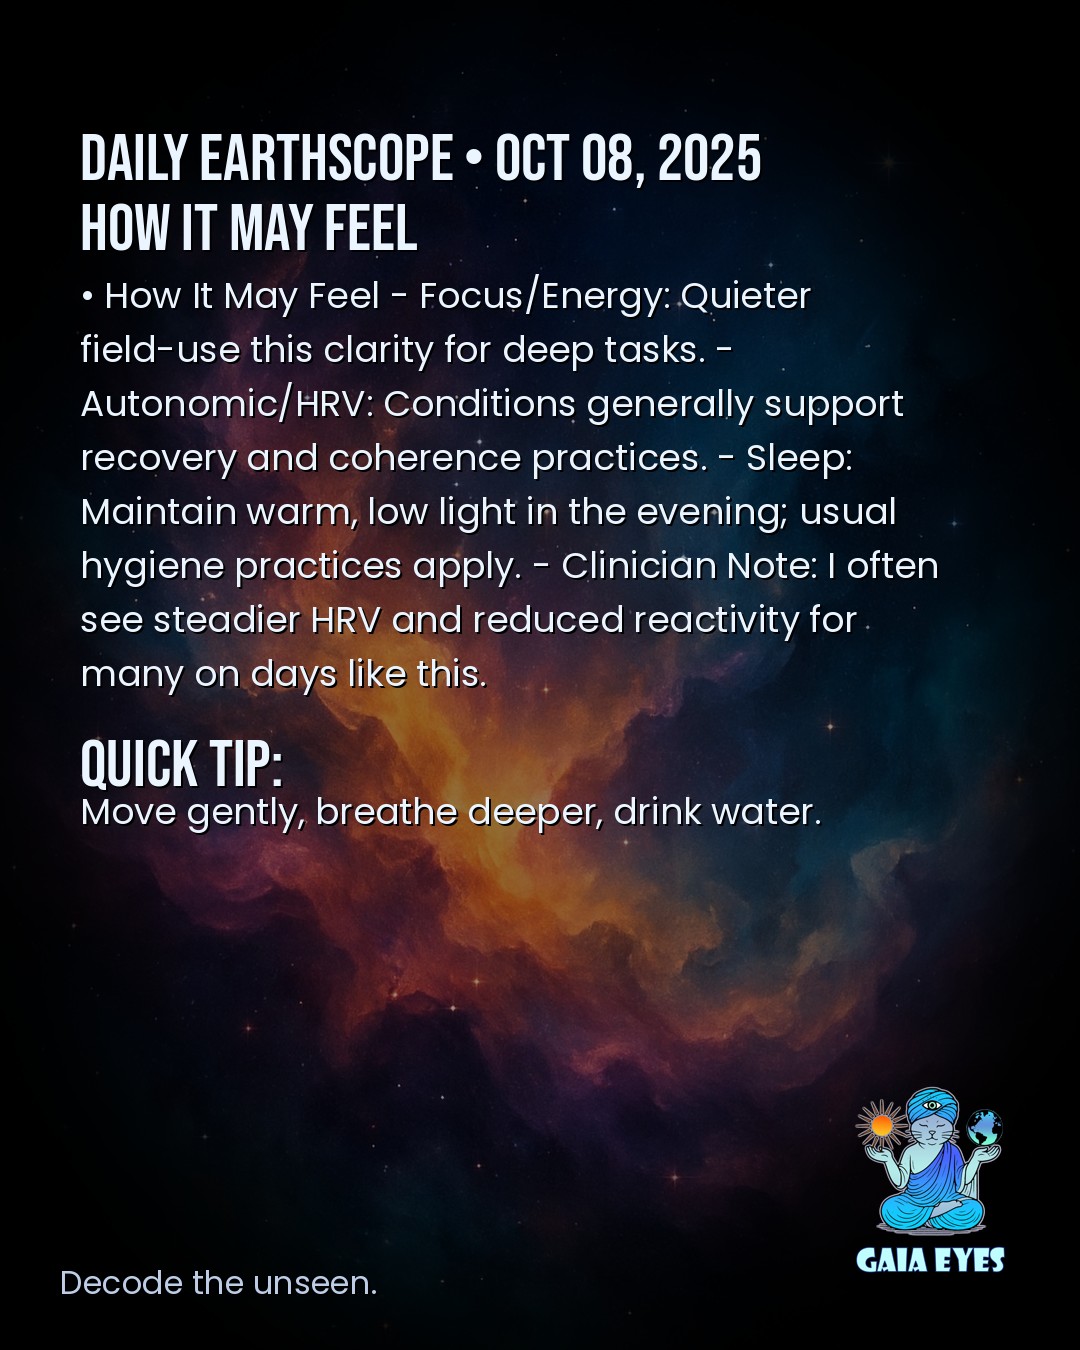 DAILY EARTHSCOPE • OCT 08, 2025
HOW IT MAY FEEL
• How It May Feel - Focus/Energy: Quieter
field-use this clarity for deep tasks. -
Autonomic/HRV: Conditions generally support
recovery and coherence practices. - Sleep:
Maintain warm, low light in the evening; usual
hygiene practices apply. - Clinician Note: I often
see steadier HRV and reduced reactivity for
many on days like this.
QUICK TIP:
Move gently, breathe deeper, drink water.
GAIA EYES
Decode the unseen.